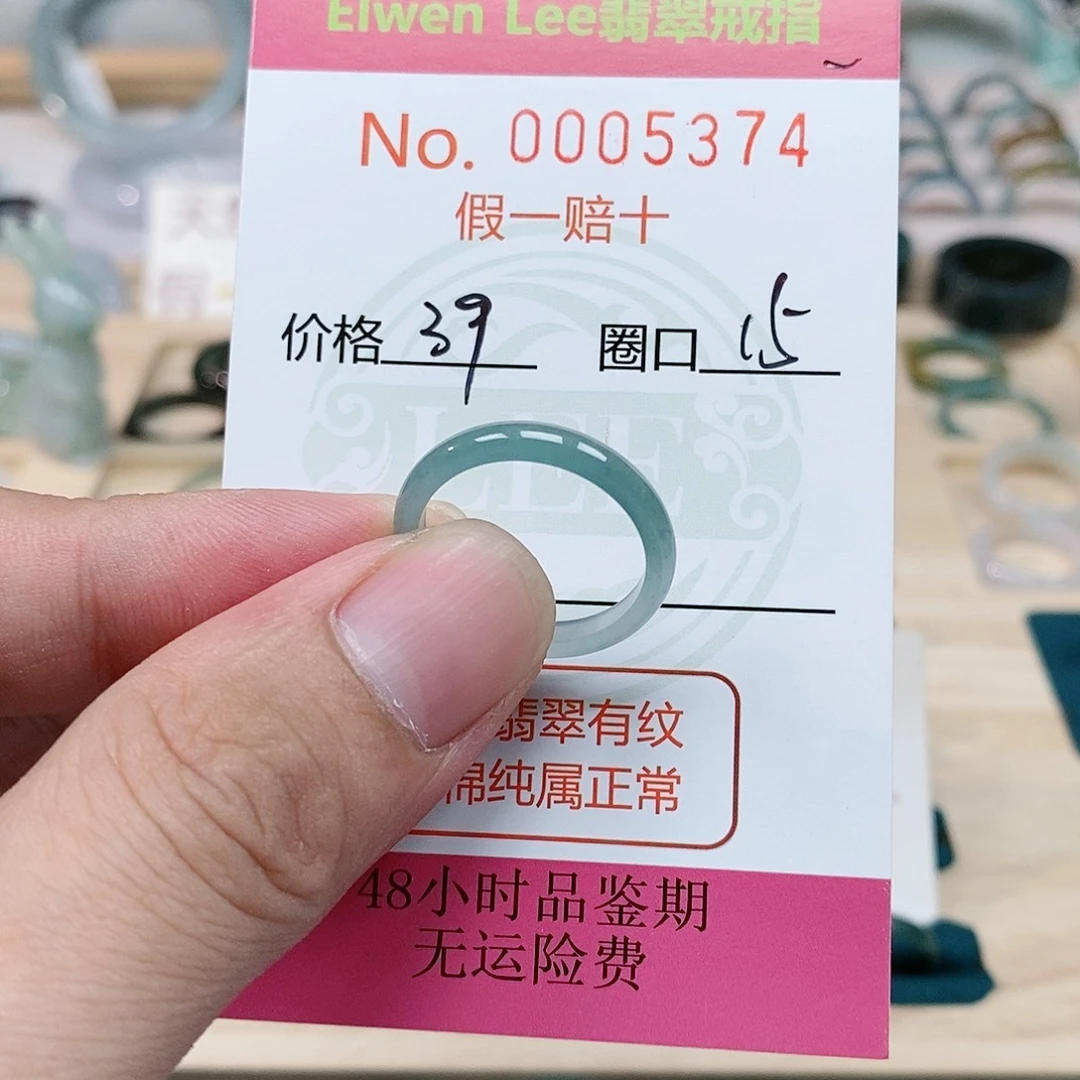 Elwen Lee翡翠戒指
No. 0005374
假一赔十
价格 39 圈口 15
LEE
翡翠有纹
棉纯属正常
48小时品鉴期
无运险费